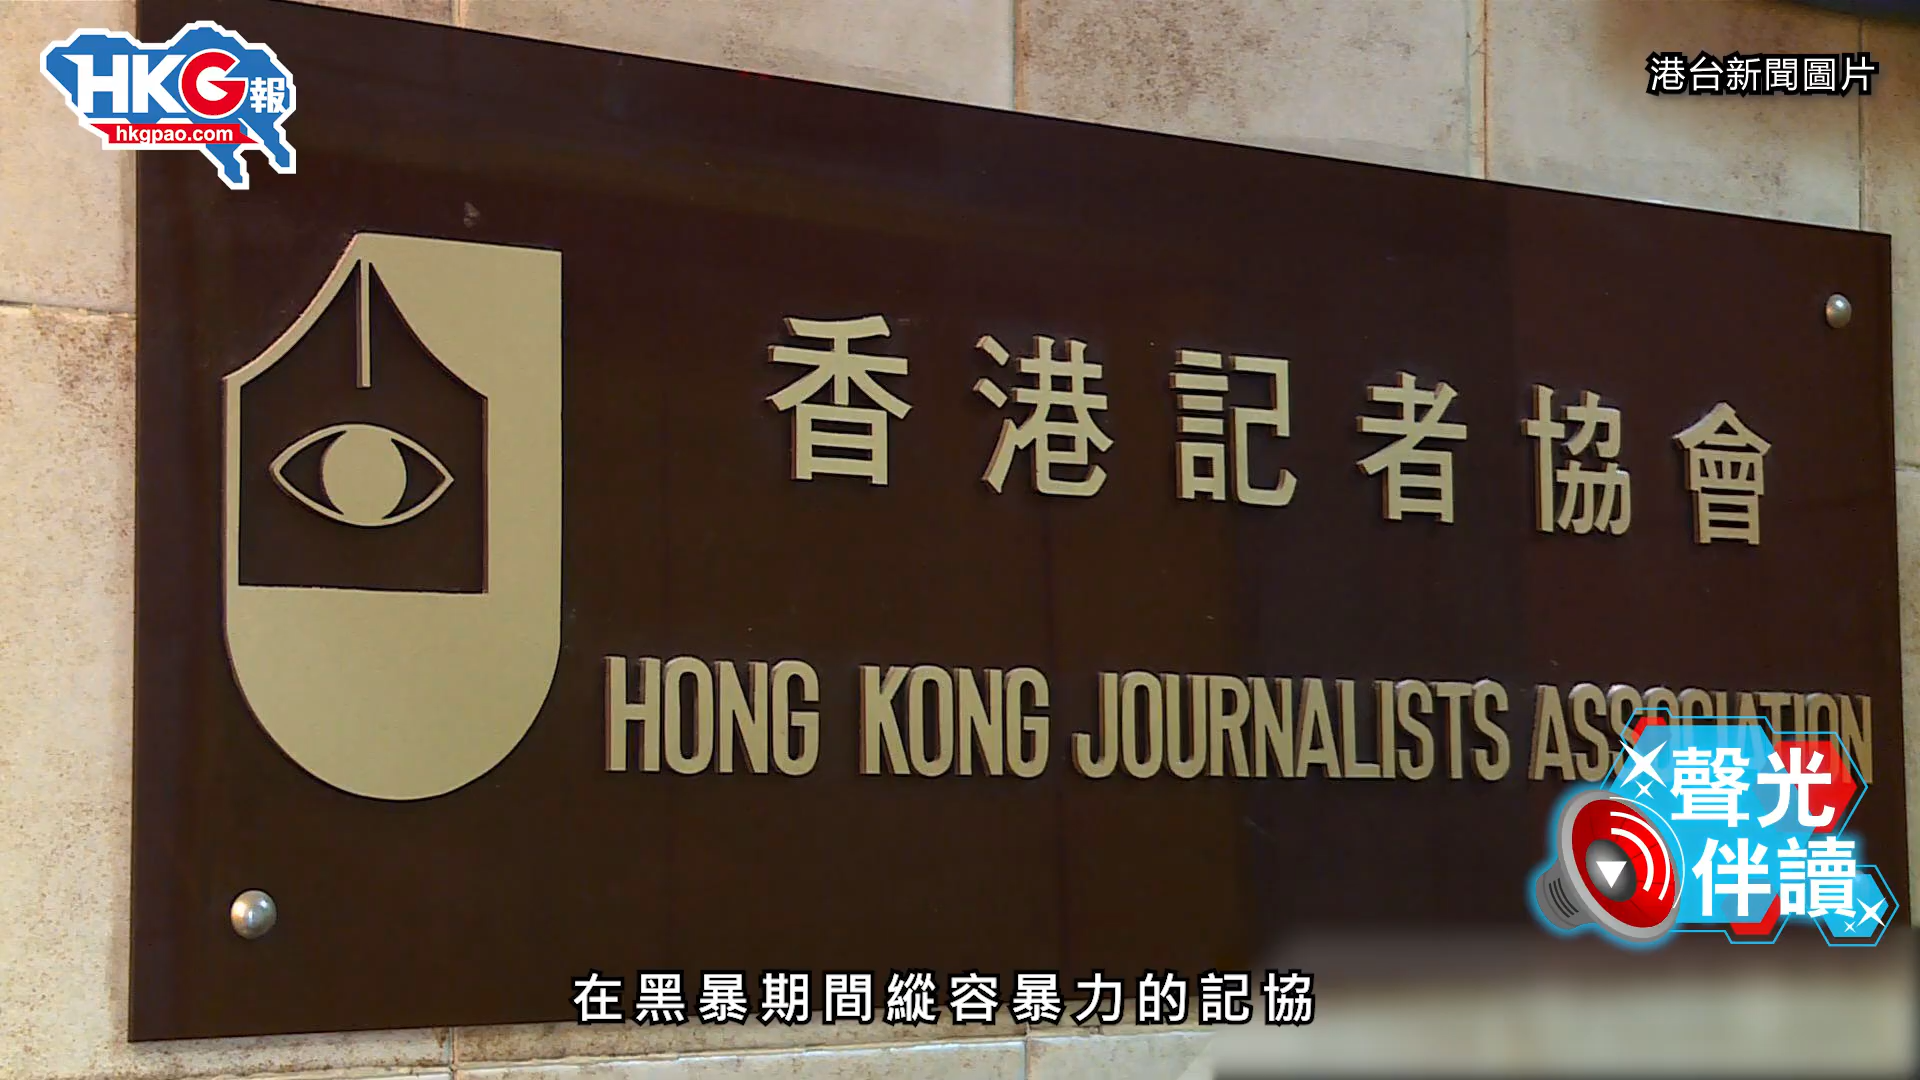 HKG報
hkgpao.com
港台新聞圖片
香港記者協會
HONG KONG JOURNALISTS ASSOCIATION
聲光
伴讀
在黑暴期間縱容暴力的記協